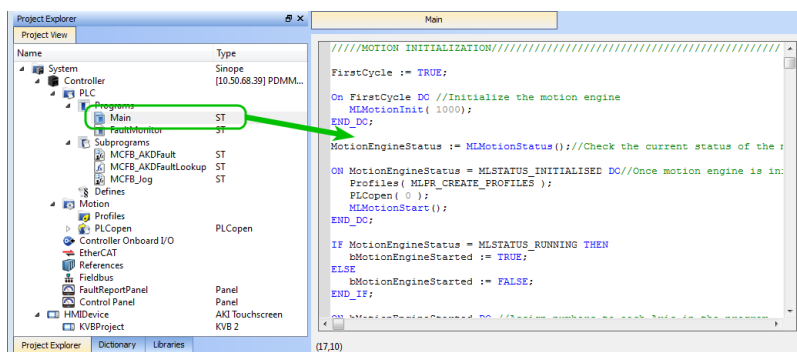 Project Explorer
Project View
Name Type
System Sinope
Controller [10.50.68.39] PDMM...
PLC
Programs
Main ST
FaultMonitor ST
Subprograms
MCFB_AKDFault ST
MCFB_AKDFaultLookup ST
MCFB_Jog ST
Defines
Motion
Profiles
PLCopen PLCopen
Controller Onboard I/O
EtherCAT
References
Fieldbus
FaultReportPanel Panel
Control Panel Panel
HMIDevice AKI Touchscreen
KVBProject KVB 2
Project Explorer Dictionary Libraries
Main
/////MOTION INITIALIZATION////////////////////////////////////////////////
FirstCycle := TRUE;
On FirstCycle DO //Initialize the motion engine
MLMotionInit( 1000);
END_DO;
MotionEngineStatus := MLMotionStatus();//Check the current status of the
ON MotionEngineStatus = MLSTATUS_INITIALISED DO//Once motion engine is
Profiles( MLPR_CREATE_PROFILES );
PLCopen( 0 );
MLMotionStart();
END_DO;
IF MotionEngineStatus = MLSTATUS_RUNNING THEN
bMotionEngineStarted := TRUE;
ELSE
bMotionEngineStarted := FALSE;
END_IF;
(17,10)